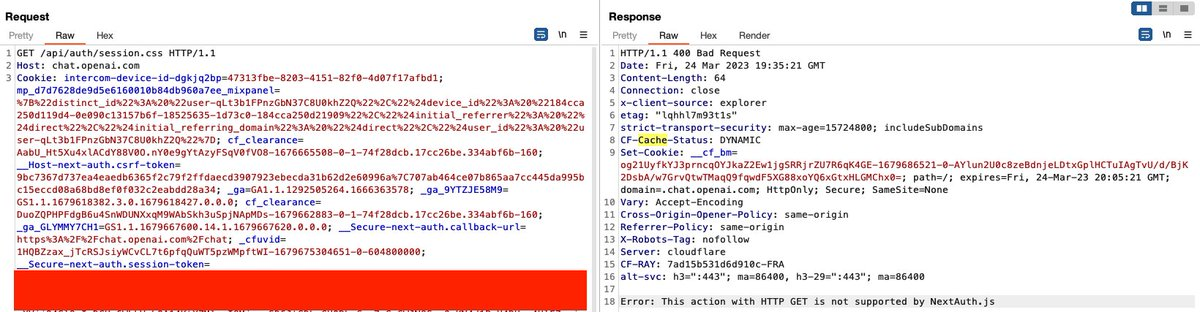 Request
Pretty Raw Hex
\n
1 GET /api/auth/session.css HTTP/1.1
2 Host: chat.openai.com
3 Cookie: intercom-device-id-dgkjq2bp=47313fbe-8203-4151-82f0-4d07f17afbd1;
mp_d7d7628de9d5e6160010b84db960a7ee_mixpanel=
%7B%22distinct_id%22%3A%20%22user-qLt3b1FPnzGbN37C8U0khZ2Q%22%2C%22%24device_id%22%3A%20%22184cca
250d119d4-0e090c13157b6f-18525635-1d73c0-184cca250d21909%22%2C%22%24initial_referrer%22%3A%20%22%
24direct%22%2C%22%24initial_referring_domain%22%3A%20%22%24direct%22%2C%22%24user_id%22%3A%20%22u
ser-qLt3b1FPnzGbN37C8U0khZ2Q%22%7D; cf_clearance=
AabU_Ht5Xu4xlACdY88V0O.nY0e9gYtAzyFSqV0fVO8-1676665508-0-1-74f28dcb.17cc26be.334abf6b-160;
__Host-next-auth.csrf-token=
9bc7367d737ea4eaedb6365f2c79f2ffdaecd3907923ebecda31b62d2e60996a%7C707ab464ce07b865aa7cc445da995b
c15eccd08a68bd8ef0f032c2eabdd28a34; _ga=GA1.1.1292505264.1666363578; _ga_9YTZJE58M9=
GS1.1.1679618382.3.0.1679618427.0.0.0; cf_clearance=
DuoZQPHPFdgB6u4SnWDUNXxqM9WAbSkh3uSpjNApMDs-1679662883-0-1-74f28dcb.17cc26be.334abf6b-160;
_ga_GLYMMY7CH1=GS1.1.1679667600.14.1.1679667620.0.0.0; __Secure-next-auth.callback-url=
https%3A%2F%2Fchat.openai.com%2Fchat; _cfuvid=
1HQBZzax_jTcRSJsiyWCvCL7t6pfqQuWT5pzWMpftWI-1679675304651-0-604800000;
__Secure-next-auth.session-token=
Response
Pretty Raw Hex Render
\n
1 HTTP/1.1 400 Bad Request
2 Date: Fri, 24 Mar 2023 19:35:21 GMT
3 Content-Length: 64
4 Connection: close
5 x-client-source: explorer
6 etag: "lqhhl7m93t1s"
7 strict-transport-security: max-age=15724800; includeSubDomains
8 CF-Cache-Status: DYNAMIC
9 Set-Cookie: __cf_bm=
og21UyfkYJ3prncqOYJkaZ2Ew1jgSRRjrZU7R6qK4GE-1679686521-0-AYlun2U0c8zeBdnjeLDtxGplHCTuIAgTvU/d/BjK
2DsbA/w7GrvQtwTMaqQ9fqwdF5XG88xoYQ6xGtxHLGMChx0=; path=/; expires=Fri, 24-Mar-23 20:05:21 GMT;
domain=.chat.openai.com; HttpOnly; Secure; SameSite=None
10 Vary: Accept-Encoding
11 Cross-Origin-Opener-Policy: same-origin
12 Referrer-Policy: same-origin
13 X-Robots-Tag: nofollow
14 Server: cloudflare
15 CF-RAY: 7ad15b531d6d910c-FRA
16 alt-svc: h3=":443"; ma=86400, h3-29=":443"; ma=86400
17
18 Error: This action with HTTP GET is not supported by NextAuth.js